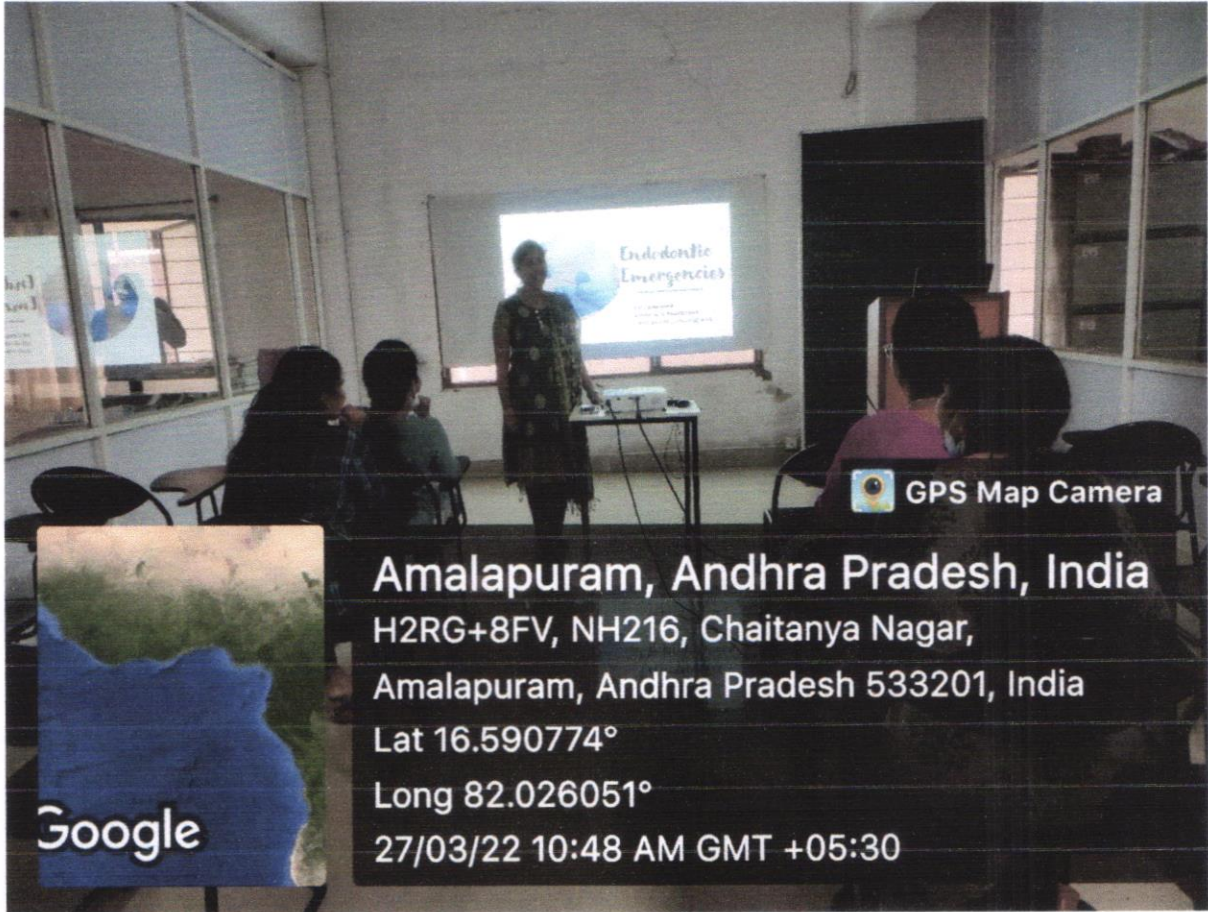 Endodontic
Emergencies
GPS Map Camera
Amalapuram, Andhra Pradesh, India
H2RG+8FV, NH216, Chaitanya Nagar,
Amalapuram, Andhra Pradesh 533201, India
Lat 16.590774°
Long 82.026051°
27/03/22 10:48 AM GMT +05:30
Google